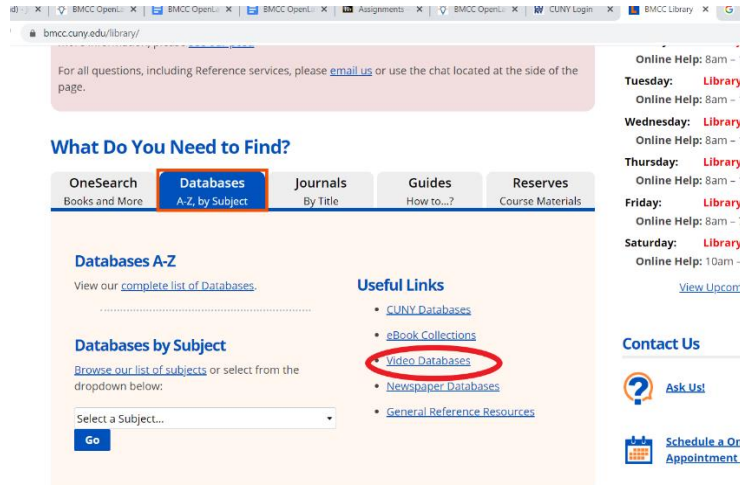 BMCC OpenL
BMCC OpenL
BMCC OpenL
Assignments
BMCC OpenL
CUNY Login
BMCC Library
bmcc.cuny.edu/library/
For all questions, including Reference services, please email us or use the chat located at the side of the
page.
What Do You Need to Find?
OneSearch
Books and More
Databases
A-Z, by Subject
Journals
By Title
Guides
How to...?
Reserves
Course Materials
Databases A-Z
View our complete list of Databases.
Databases by Subject
Browse our list of subjects or select from the
dropdown below:
Select a Subject...
Go
Useful Links
CUNY Databases
eBook Collections
Video Databases
Newspaper Databases
General Reference Resources
Online Help: 8am –
Tuesday: Library
Online Help: 8am –
Wednesday: Library
Online Help: 8am –
Thursday: Library
Online Help: 8am –
Friday: Library
Online Help: 8am –
Saturday: Library
Online Help: 10am -
View Upcom
Contact Us
Ask Us!
Schedule a On
Appointment